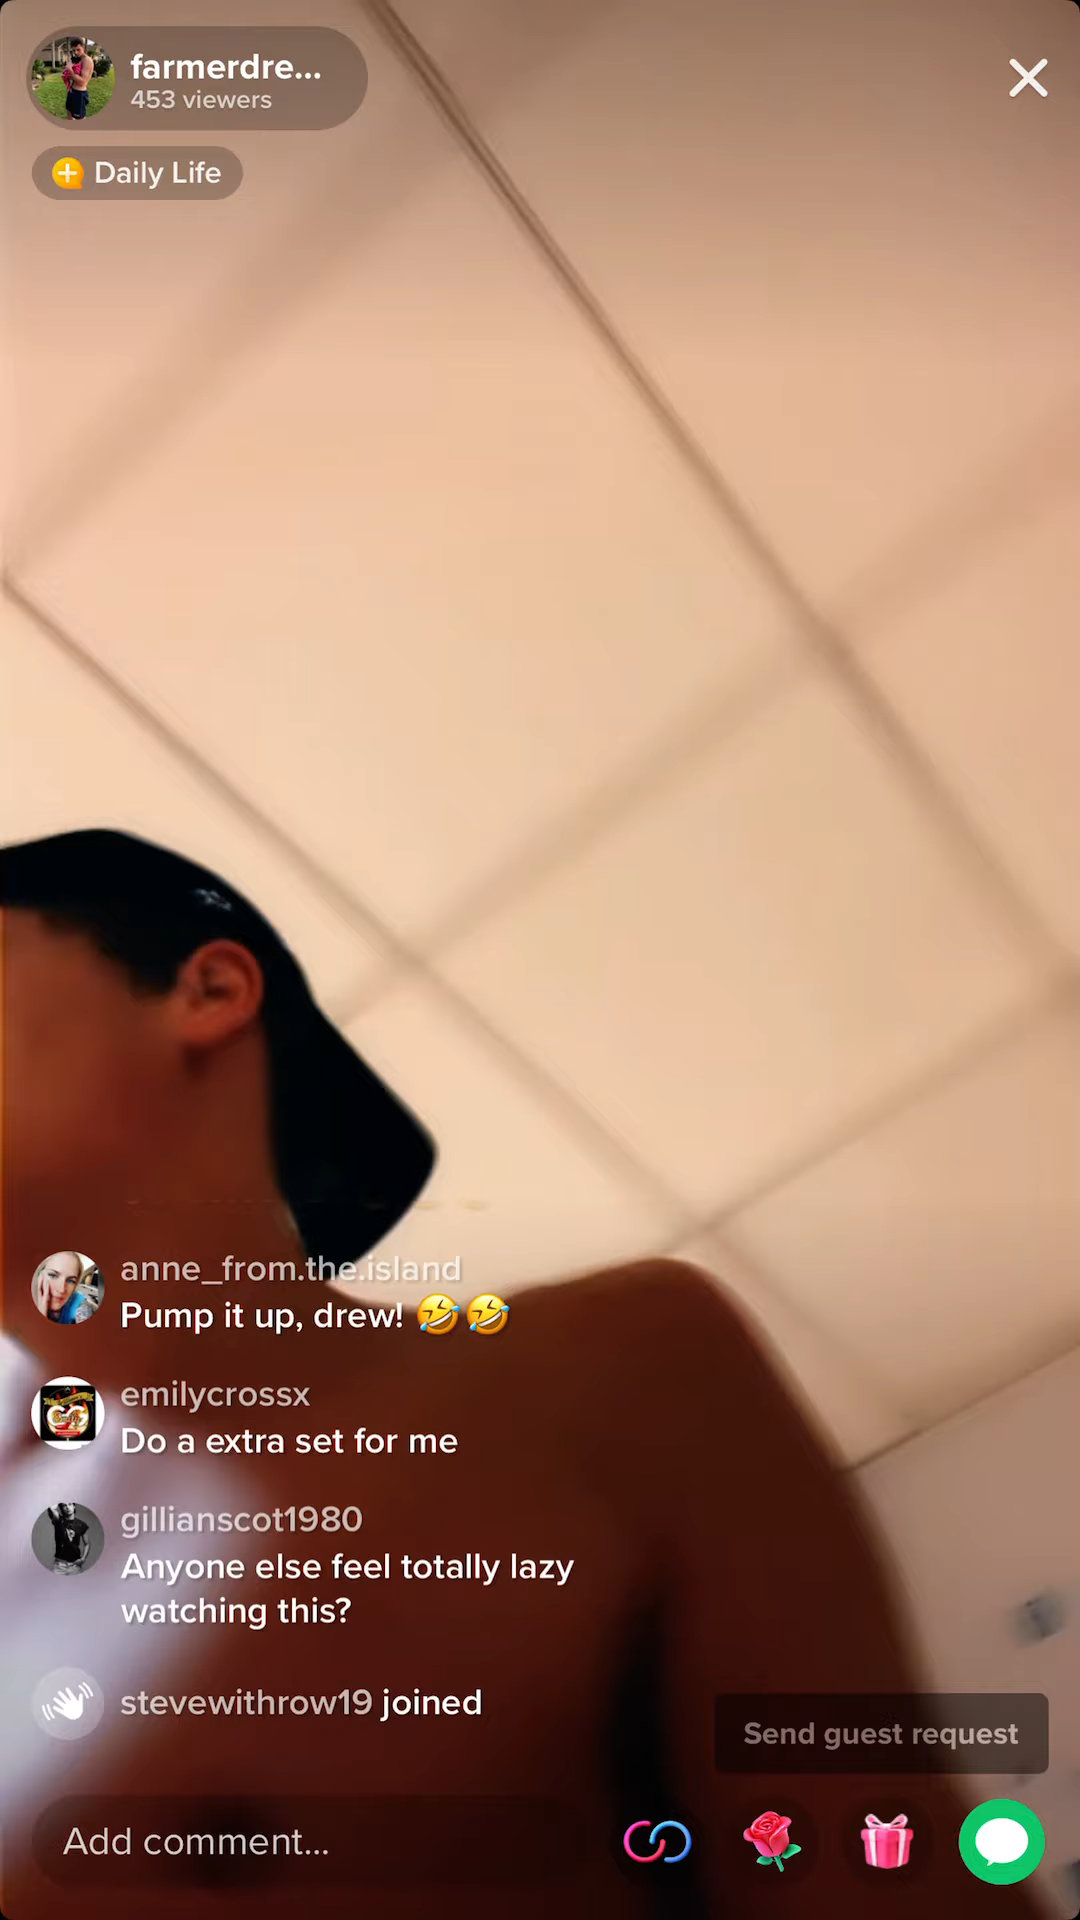 farmerdre...
453 viewers
Daily Life
anne_from.the.island
Pump it up, drew! 🤣🤣
emilycrossx
Do a extra set for me
gillianscot1980
Anyone else feel totally lazy
watching this?
stevewithrow19 joined
Send guest request
Add comment...